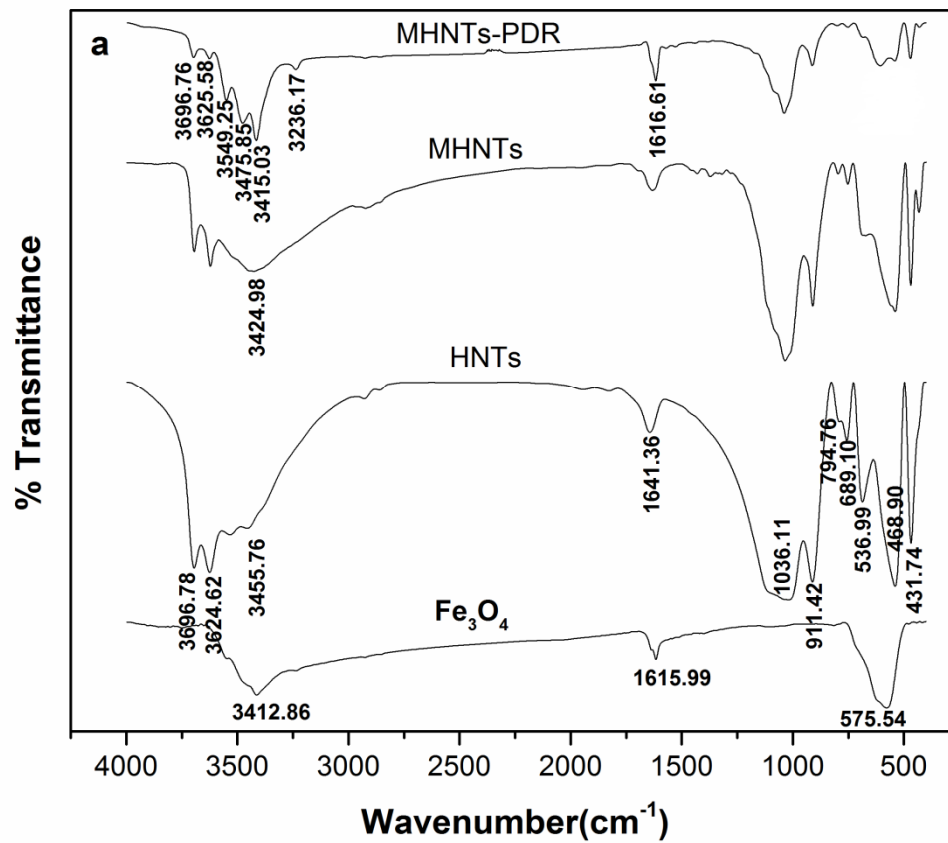 a
MHNTs-PDR
3696.76
3625.58
3549.25
3475.85
3415.03
3236.17
1616.61
MHNTs
3424.98
HNTs
3696.78
3624.62
3455.76
1641.36
1036.11
911.42
794.76
689.10
536.99
468.90
431.74
Fe₃O₄
3412.86
1615.99
575.54
% Transmittance
4000 3500 3000 2500 2000 1500 1000 500
Wavenumber(cm⁻¹)